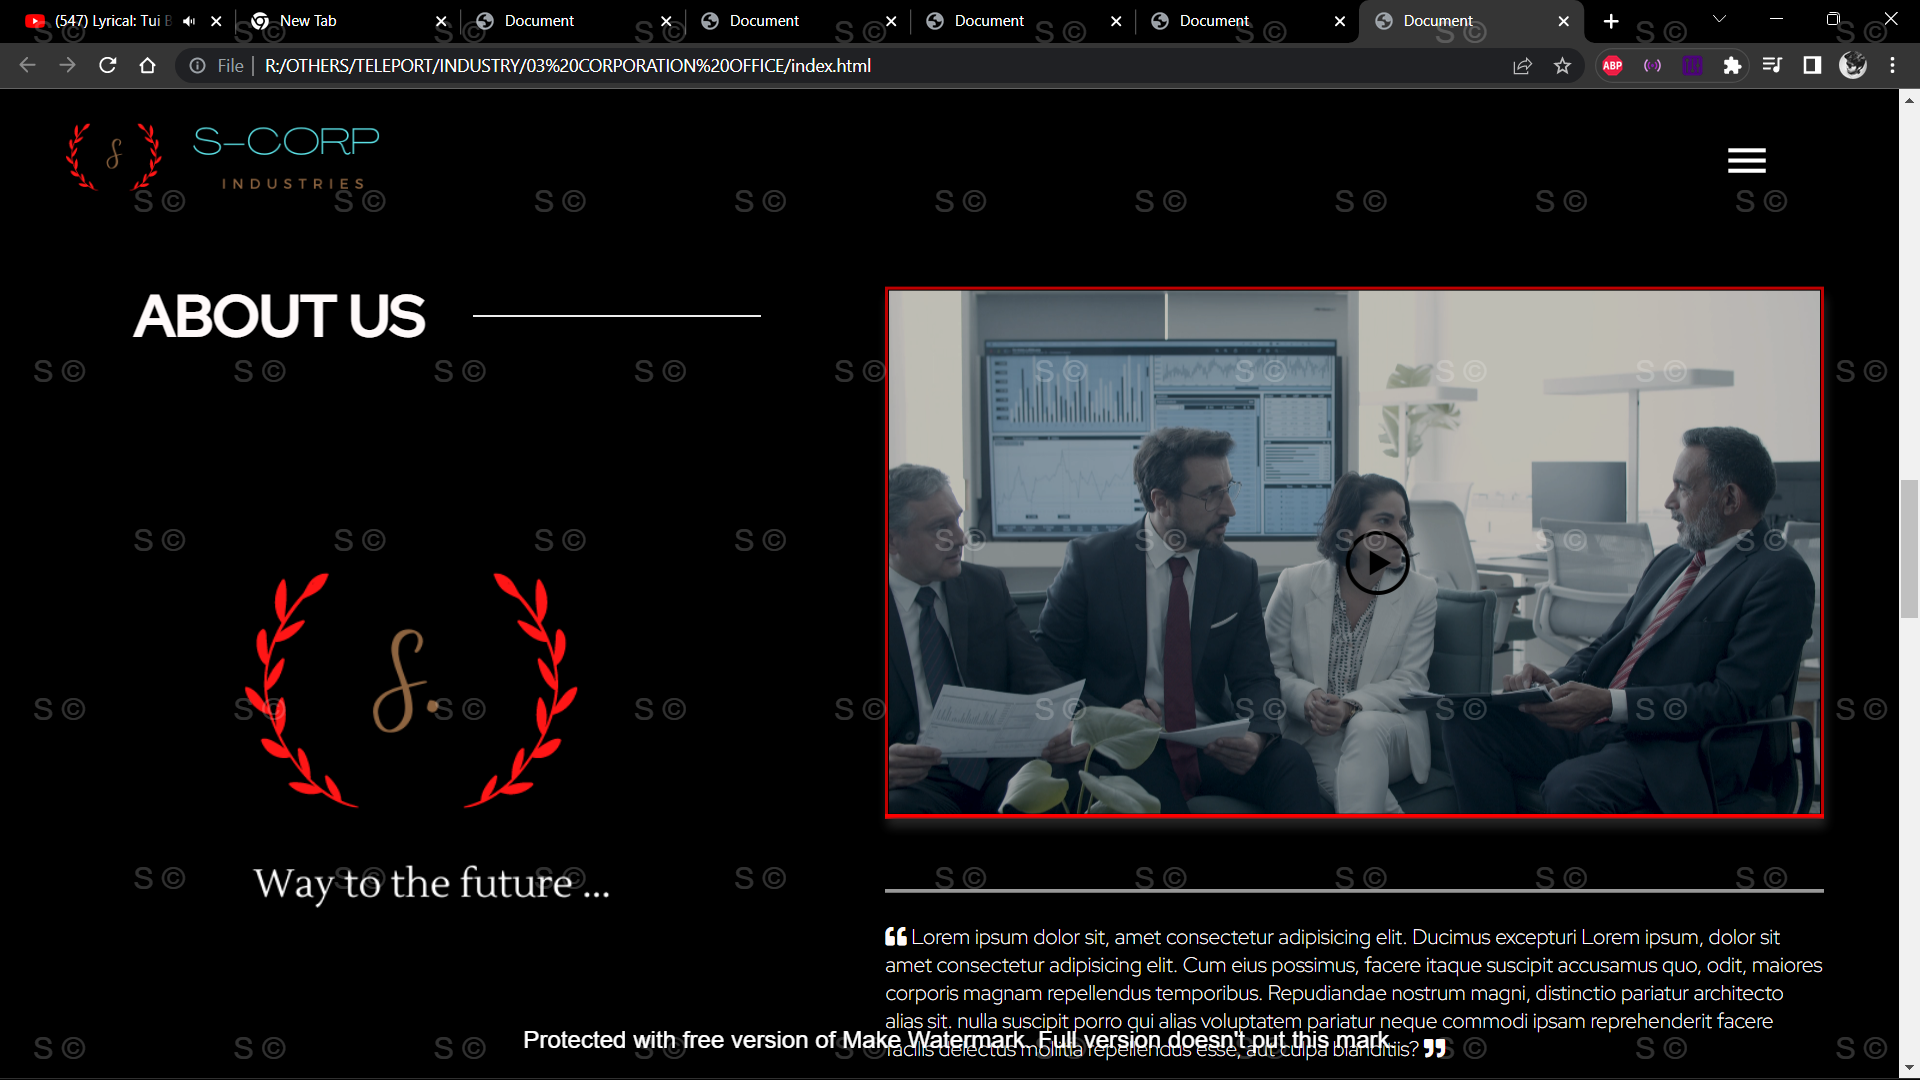 (547) Lyrical: Tui B
New Tab
Document
Document
Document
Document
Document
File
R:/OTHERS/TELEPORT/INDUSTRY/03%20CORPORATION%20OFFICE/index.html
ABP
S
S-CORP
INDUSTRIES
S © S © S © S © S © S © S © S © S ©
ABOUT US
S.
Way to the future ...
Lorem ipsum dolor sit, amet consectetur adipisicing elit. Ducimus excepturi Lorem ipsum, dolor sit
amet consectetur adipisicing elit. Cum eius possimus, facere itaque suscipit accusamus quo, odit, maiores
corporis magnam repellendus temporibus. Repudiandae nostrum magni, distinctio pariatur architecto
alias sit. nulla suscipit porro qui alias voluptatem pariatur neque commodi ipsam reprehenderit facere
facilis delectus mollitia repellendus esse, aut culpa blanditiis?
Protected with free version of Make Watermark. Full version doesn't put this mark.